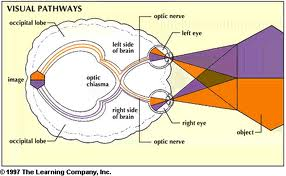 VISUAL PATHWAYS
occipital lobe
left side of brain
optic nerve
left eye
image
optic chiasma
right side of brain
right eye
object
occipital lobe
optic nerve
© 1997 The Learning Company, Inc.